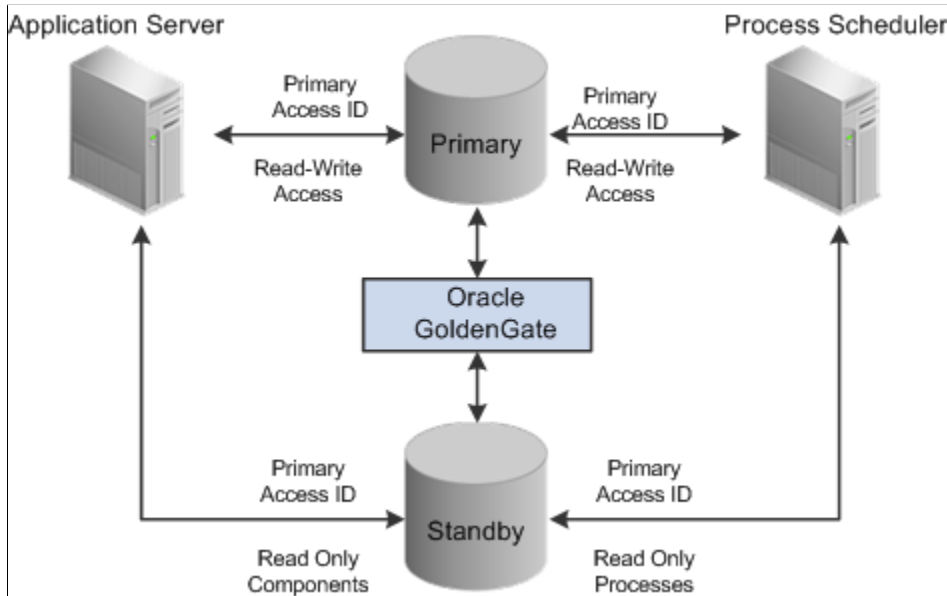 Application Server
Process Scheduler
Primary
Access ID
Primary
Primary
Access ID
Read-Write
Access
Read-Write
Access
Oracle
GoldenGate
Primary
Access ID
Standby
Primary
Access ID
Read Only
Components
Read Only
Processes